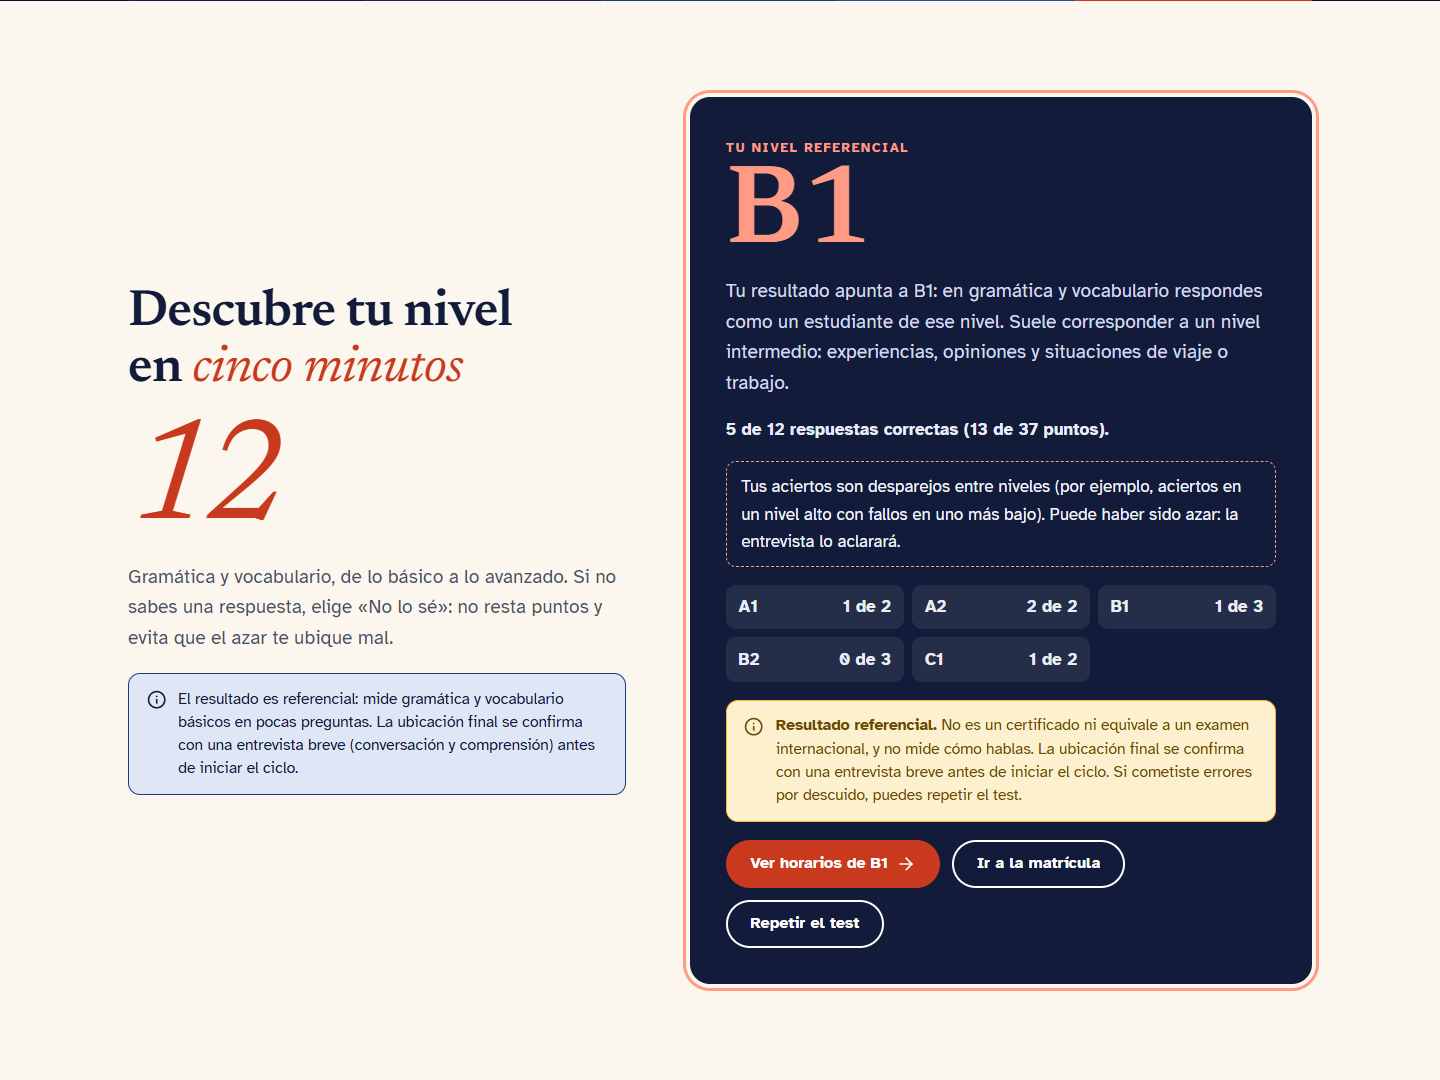 Descubre tu nivel
en cinco minutos
12
Gramática y vocabulario, de lo básico a lo avanzado. Si no
sabes una respuesta, elige «No lo sé»: no resta puntos y
evita que el azar te ubique mal.
El resultado es referencial: mide gramática y vocabulario
básicos en pocas preguntas. La ubicación final se confirma
con una entrevista breve (conversación y comprensión) antes
de iniciar el ciclo.
TU NIVEL REFERENCIAL
B1
Tu resultado apunta a B1: en gramática y vocabulario respondes
como un estudiante de ese nivel. Suele corresponder a un nivel
intermedio: experiencias, opiniones y situaciones de viaje o
trabajo.
5 de 12 respuestas correctas (13 de 37 puntos).
Tus aciertos son desparejos entre niveles (por ejemplo, aciertos en
un nivel alto con fallos en uno más bajo). Puede haber sido azar: la
entrevista lo aclarará.
A1 1 de 2 A2 2 de 2 B1 1 de 3
B2 0 de 3 C1 1 de 2
Resultado referencial. No es un certificado ni equivale a un examen
internacional, y no mide cómo hablas. La ubicación final se confirma
con una entrevista breve antes de iniciar el ciclo. Si cometiste errores
por descuido, puedes repetir el test.
Ver horarios de B1 → Ir a la matrícula
Repetir el test